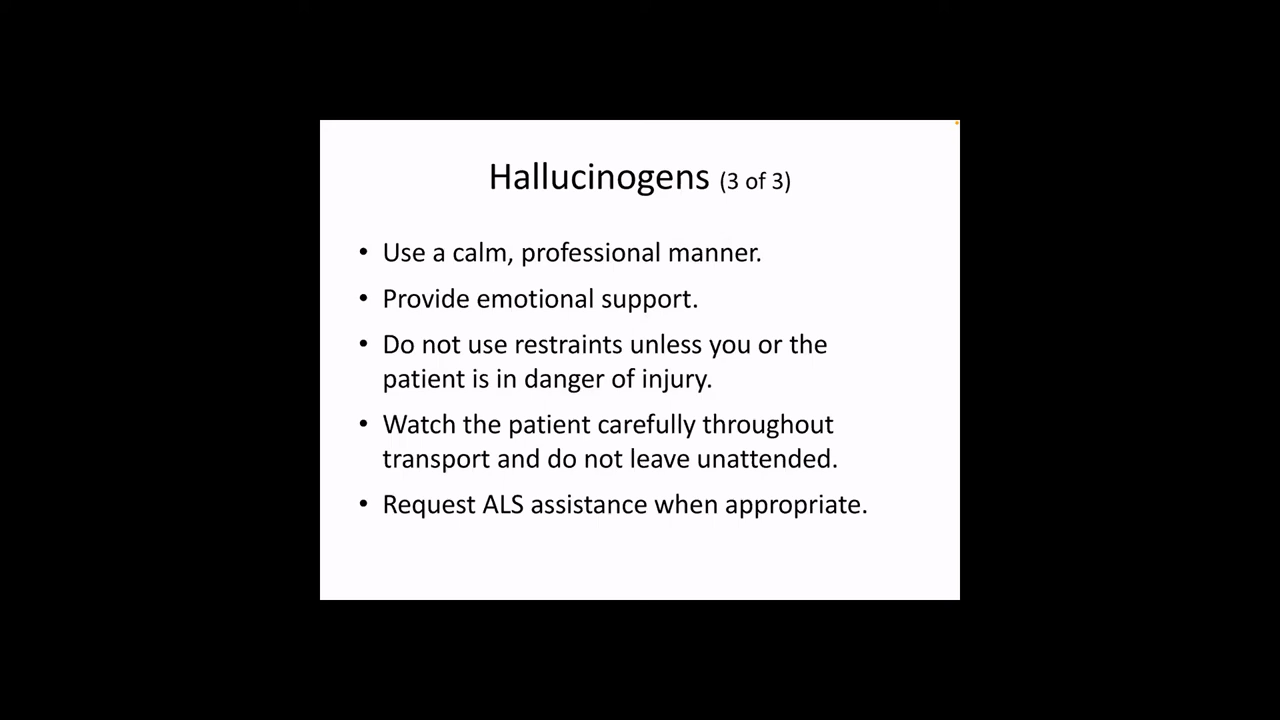 Hallucinogens (3 of 3)
• Use a calm, professional manner.
• Provide emotional support.
• Do not use restraints unless you or the
patient is in danger of injury.
• Watch the patient carefully throughout
transport and do not leave unattended.
• Request ALS assistance when appropriate.